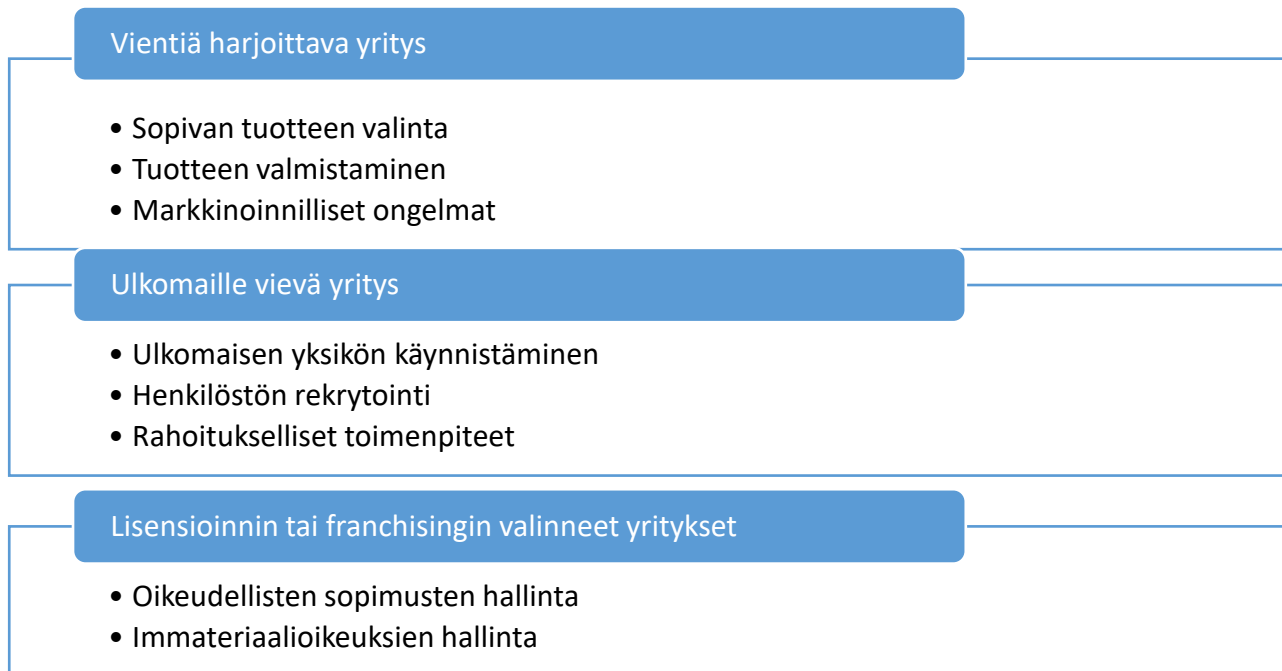 Vientiä harjoittava yritys
• Sopivan tuotteen valinta
• Tuotteen valmistaminen
• Markkinoinnilliset ongelmat
Ulkomaille vievä yritys
• Ulkomaisen yksikön käynnistäminen
• Henkilöstön rekrytointi
• Rahoitukselliset toimenpiteet
Lisensioinnin tai franchisingin valinneet yritykset
• Oikeudellisten sopimusten hallinta
• Immateriaalioikeuksien hallinta